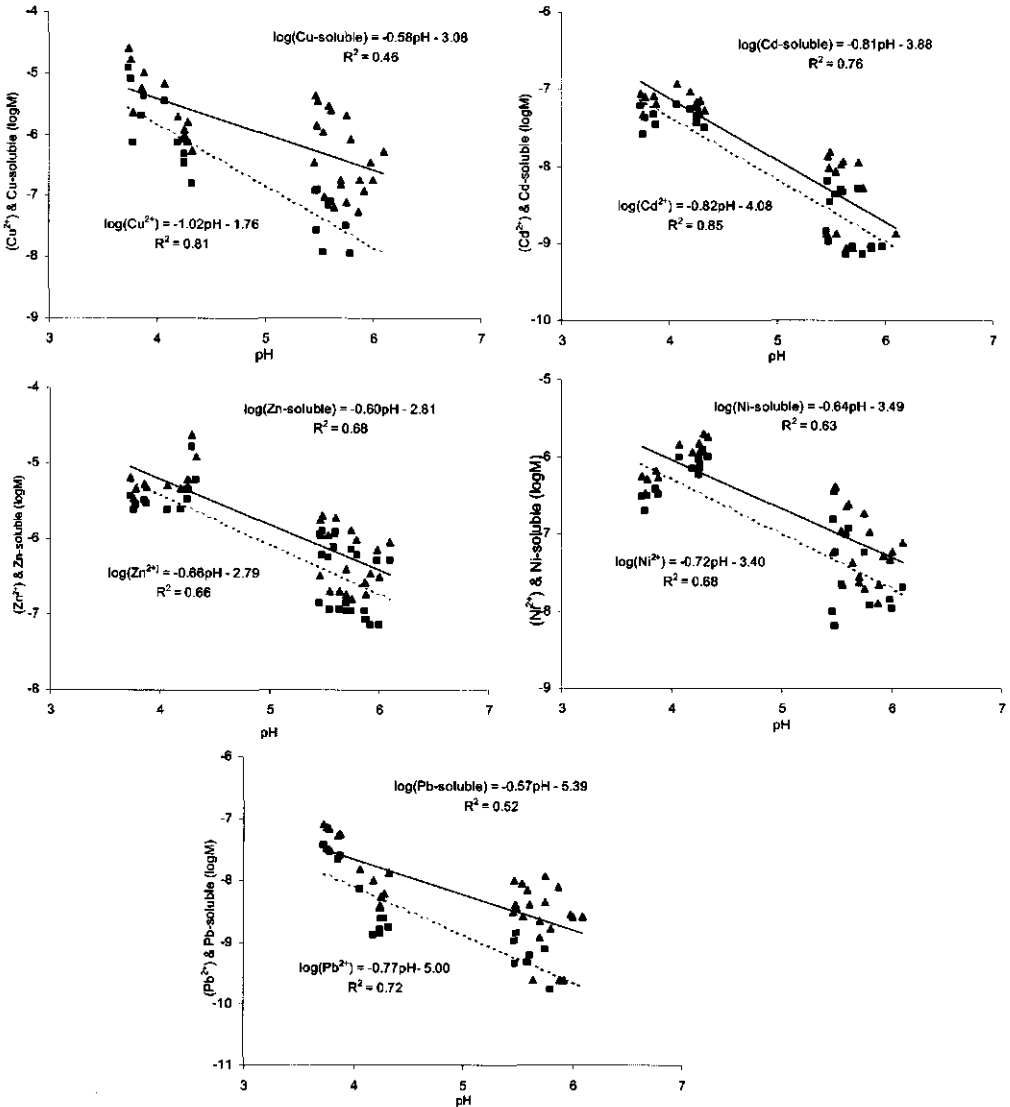 -4
-5
-6
-7
-8
-9
3
4
5
6
7
pH
(Cu²⁺) & Cu-soluble (logM)
log(Cu-soluble) = -0.58pH - 3.08
R² = 0.46
log(Cu²⁺) = -1.02pH - 1.76
R² = 0.81
-6
-7
-8
-9
-10
3
4
5
6
7
pH
(Cd²⁺) & Cd-soluble (logM)
log(Cd-soluble) = -0.81pH - 3.88
R² = 0.76
log(Cd²⁺) = -0.82pH - 4.08
R² = 0.85
-4
-5
-6
-7
-8
3
4
5
6
7
pH
(Zn²⁺) & Zn-soluble (logM)
log(Zn-soluble) = -0.60pH - 2.81
R² = 0.68
log(Zn²⁺) = -0.66pH - 2.79
R² = 0.66
-5
-6
-7
-8
-9
3
4
5
6
7
pH
(Ni²⁺) & Ni-soluble (logM)
log(Ni-soluble) = -0.64pH - 3.49
R² = 0.63
log(Ni²⁺) = -0.72pH - 3.40
R² = 0.68
-6
-7
-8
-9
-10
-11
3
4
5
6
7
pH
(Pb²⁺) & Pb-soluble (logM)
log(Pb-soluble) = -0.57pH - 5.39
R² = 0.52
log(Pb²⁺) = -0.77pH - 5.00
R² = 0.72